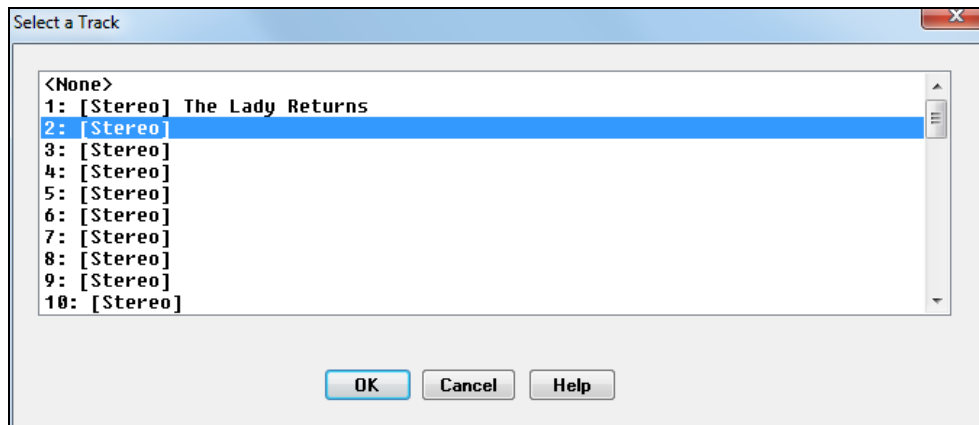 Select a Track
<None>
1: [Stereo] The Lady Returns
2: [Stereo]
3: [Stereo]
4: [Stereo]
5: [Stereo]
6: [Stereo]
7: [Stereo]
8: [Stereo]
9: [Stereo]
10: [Stereo]
OK Cancel Help